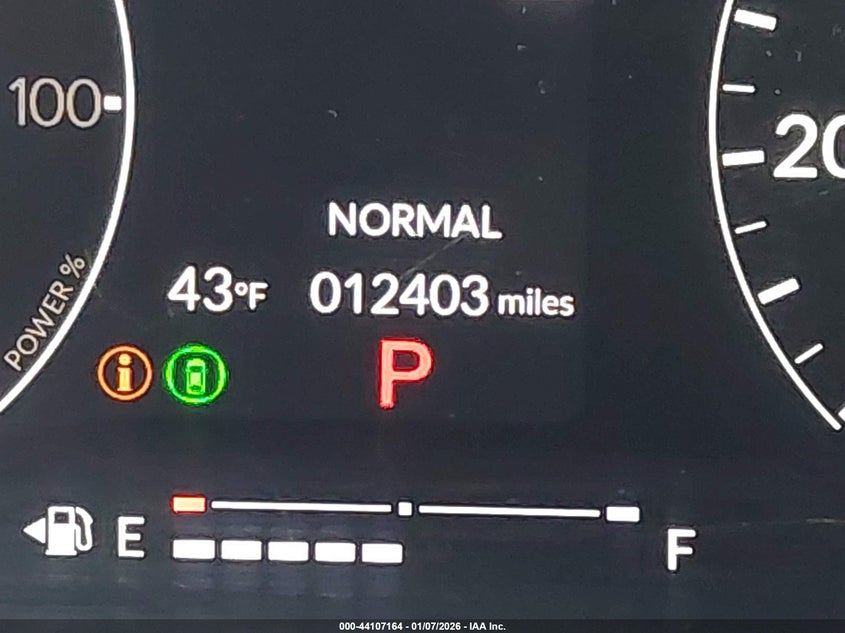 100
20
POWER %
NORMAL
43°F 012403 miles
P
E F
000-44107164 - 01/07/2026 - IAA Inc.